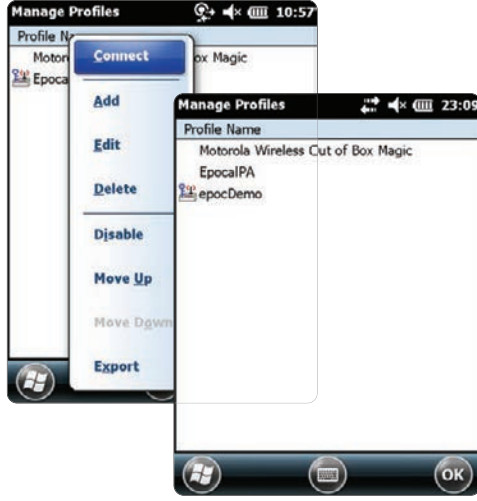 Manage Profiles 10:57
Profile N
Motor ox Magic
Epoca
Connect
Add
Edit
Delete
Disable
Move Up
Move Down
Export
Manage Profiles 23:09
Profile Name
Motorola Wireless Out of Box Magic
EpocalPA
epocDemo
OK